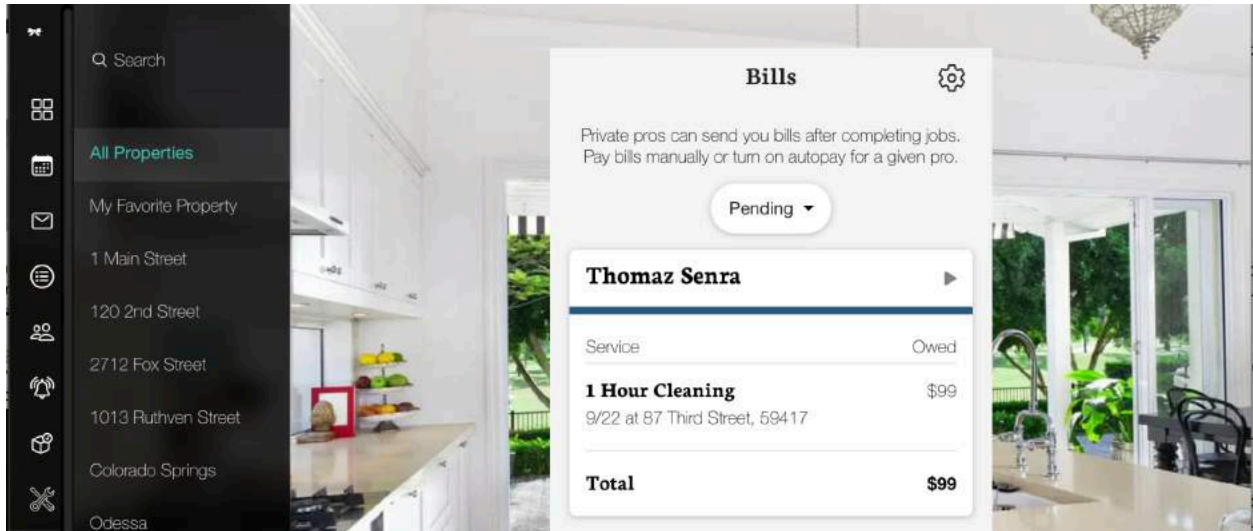 Search
All Properties
My Favorite Property
1 Main Street
120 2nd Street
2712 Fox Street
1013 Ruthven Street
Colorado Springs
Odessa
Bills
Private pros can send you bills after completing jobs.
Pay bills manually or turn on autopay for a given pro.
Pending
Thomaz Senra
Service Owed
1 Hour Cleaning $99
9/22 at 87 Third Street, 59417
Total $99